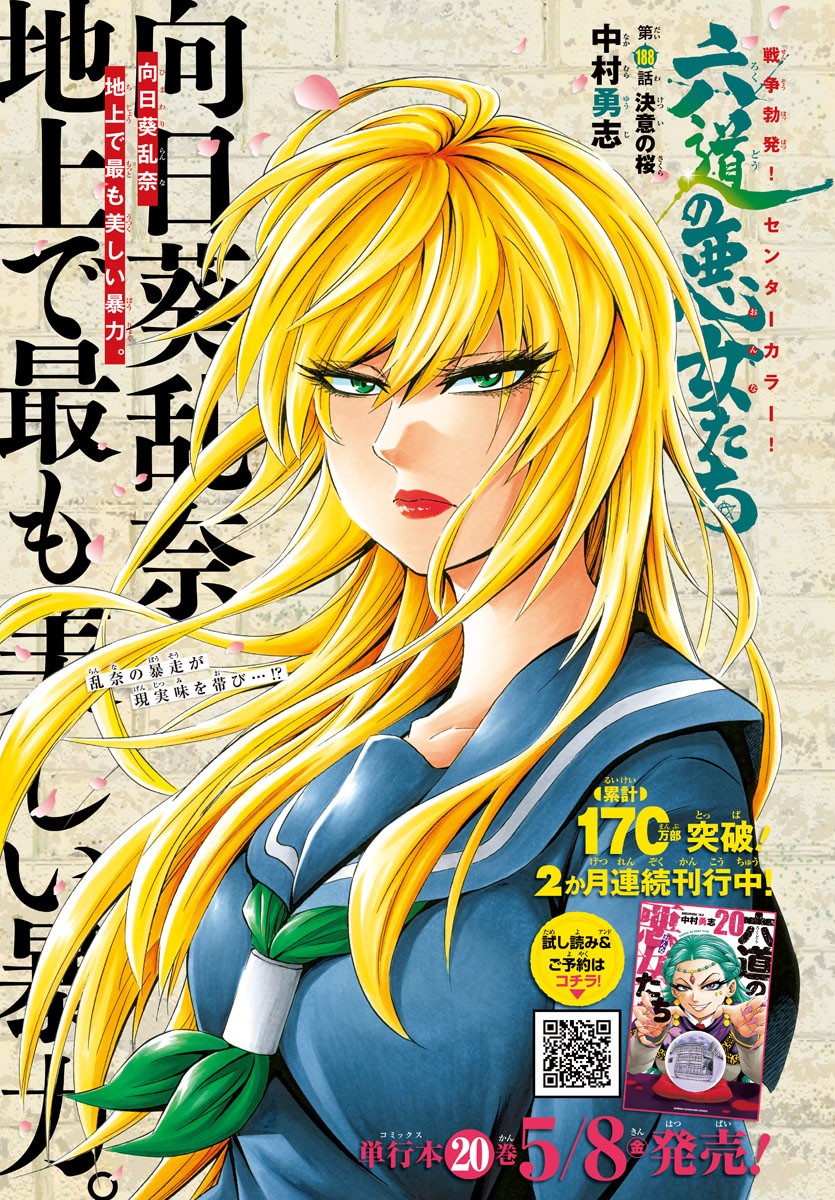 戦争勃発！センターカラー！
六道の悪女たち
第188話 決意の桜
中村勇志
向日葵乱奈
地上で最も美しい暴力。
向日葵乱奈
地上で最も美しい暴力。
乱奈の暴走が
現実味を帯び…!?
累計
170万部突破！
2か月連続刊行中！
試し読み&
ご予約は
コチラ！
中村勇志
20
六道の
悪女たち
単行本20巻5/8金発売！